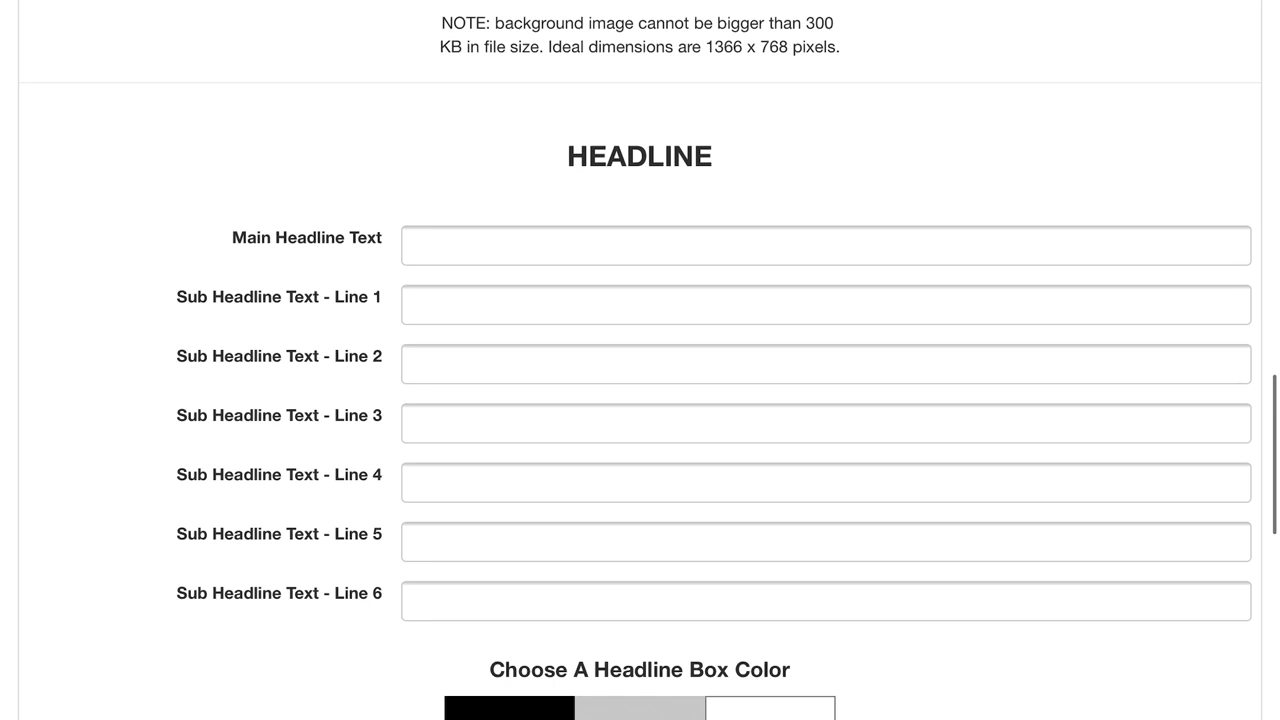 NOTE: background image cannot be bigger than 300
KB in file size. Ideal dimensions are 1366 x 768 pixels.
HEADLINE
Main Headline Text
Sub Headline Text - Line 1
Sub Headline Text - Line 2
Sub Headline Text - Line 3
Sub Headline Text - Line 4
Sub Headline Text - Line 5
Sub Headline Text - Line 6
Choose A Headline Box Color